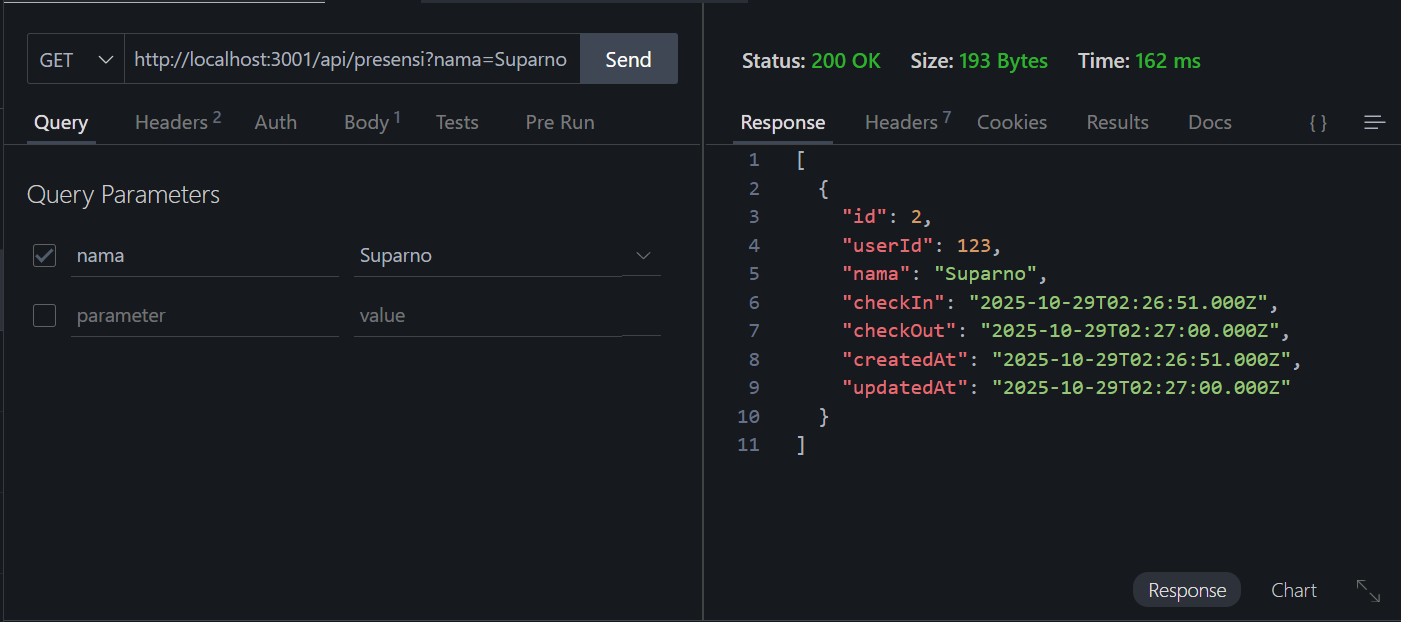 GET http://localhost:3001/api/presensi?nama=Suparno Send
Query Headers 2 Auth Body 1 Tests Pre Run
Query Parameters
nama Suparno
parameter value
Status: 200 OK Size: 193 Bytes Time: 162 ms
Response Headers 7 Cookies Results Docs { }
1 [
2 {
3 "id": 2,
4 "userId": 123,
5 "nama": "Suparno",
6 "checkIn": "2025-10-29T02:26:51.000Z",
7 "checkOut": "2025-10-29T02:27:00.000Z",
8 "createdAt": "2025-10-29T02:26:51.000Z",
9 "updatedAt": "2025-10-29T02:27:00.000Z"
10 }
11 ]
Response Chart